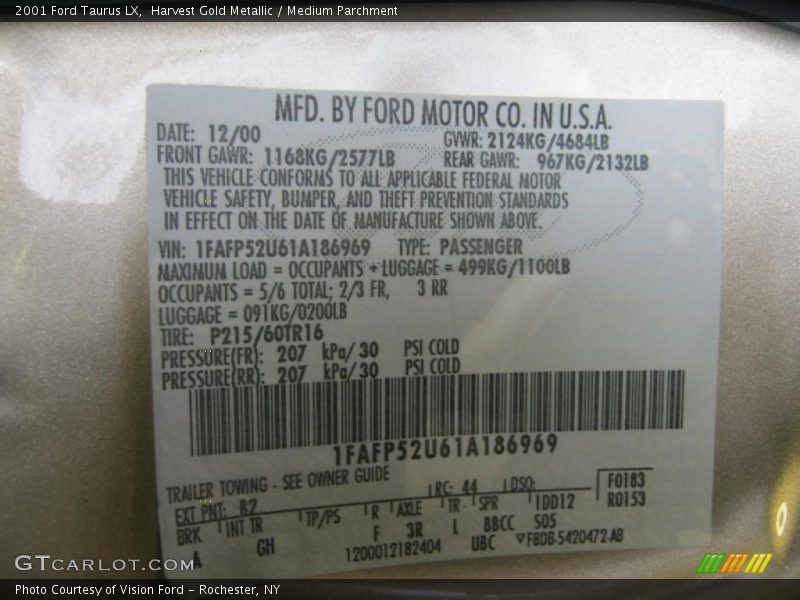 2001 Ford Taurus LX, Harvest Gold Metallic / Medium Parchment
MFD. BY FORD MOTOR CO. IN U.S.A.
DATE: 12/00 GVWR: 2124KG/4684LB
FRONT GAWR: 1168KG/2577LB REAR GAWR: 967KG/2132LB
THIS VEHICLE CONFORMS TO ALL APPLICABLE FEDERAL MOTOR
VEHICLE SAFETY, BUMPER, AND THEFT PREVENTION STANDARDS
IN EFFECT ON THE DATE OF MANUFACTURE SHOWN ABOVE.
VIN: 1FAFP52U61A186969 TYPE: PASSENGER
MAXIMUM LOAD = OCCUPANTS + LUGGAGE = 499KG/1100LB
OCCUPANTS = 5/6 TOTAL; 2/3 FR, 3 RR
LUGGAGE = 091KG/0200LB
TIRE: P215/60TR16
PRESSURE(FR): 207 kPa/ 30 PSI COLD
PRESSURE(RR): 207 kPa/ 30 PSI COLD
1FAFP52U61A186969
TRAILER TOWING - SEE OWNER GUIDE
EXT PNT: R2 RC: 44 DSO: F0183
BRK INT TR TP/PS R AXLE TR SPR 1DD12 R0153
A GH F 3R L BBCC SOS
1200012182404 UBC F8DB-5420472-AB
GTCARLOT.COM
Photo Courtesy of Vision Ford - Rochester, NY